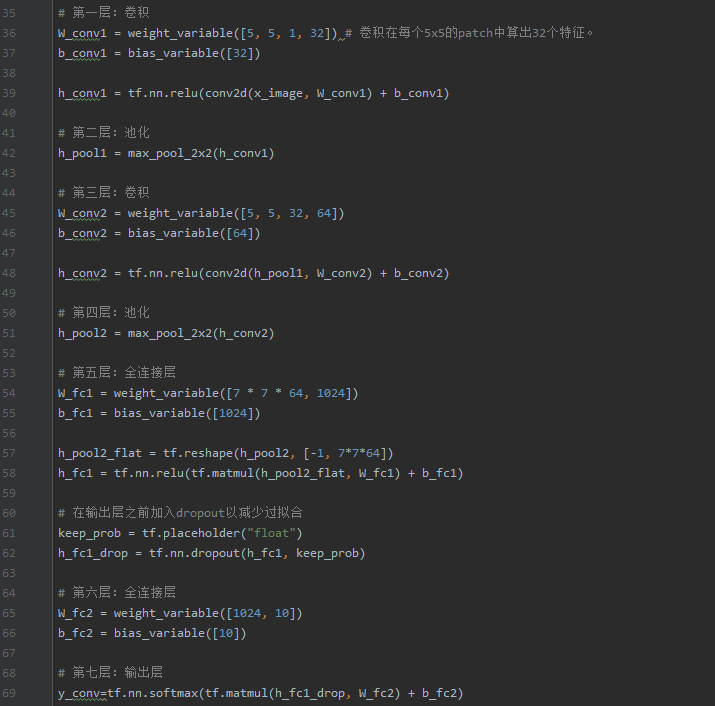 35 # 第一层：卷积
36 W_conv1 = weight_variable([5, 5, 1, 32]) # 卷积在每个5x5的patch中算出32个特征。
37 b_conv1 = bias_variable([32])
38
39 h_conv1 = tf.nn.relu(conv2d(x_image, W_conv1) + b_conv1)
40
41 # 第二层：池化
42 h_pool1 = max_pool_2x2(h_conv1)
43
44 # 第三层：卷积
45 W_conv2 = weight_variable([5, 5, 32, 64])
46 b_conv2 = bias_variable([64])
47
48 h_conv2 = tf.nn.relu(conv2d(h_pool1, W_conv2) + b_conv2)
49
50 # 第四层：池化
51 h_pool2 = max_pool_2x2(h_conv2)
52
53 # 第五层：全连接层
54 W_fc1 = weight_variable([7 * 7 * 64, 1024])
55 b_fc1 = bias_variable([1024])
56
57 h_pool2_flat = tf.reshape(h_pool2, [-1, 7*7*64])
58 h_fc1 = tf.nn.relu(tf.matmul(h_pool2_flat, W_fc1) + b_fc1)
59
60 # 在输出层之前加入dropout以减少过拟合
61 keep_prob = tf.placeholder("float")
62 h_fc1_drop = tf.nn.dropout(h_fc1, keep_prob)
63
64 # 第六层：全连接层
65 W_fc2 = weight_variable([1024, 10])
66 b_fc2 = bias_variable([10])
67
68 # 第七层：输出层
69 y_conv=tf.nn.softmax(tf.matmul(h_fc1_drop, W_fc2) + b_fc2)